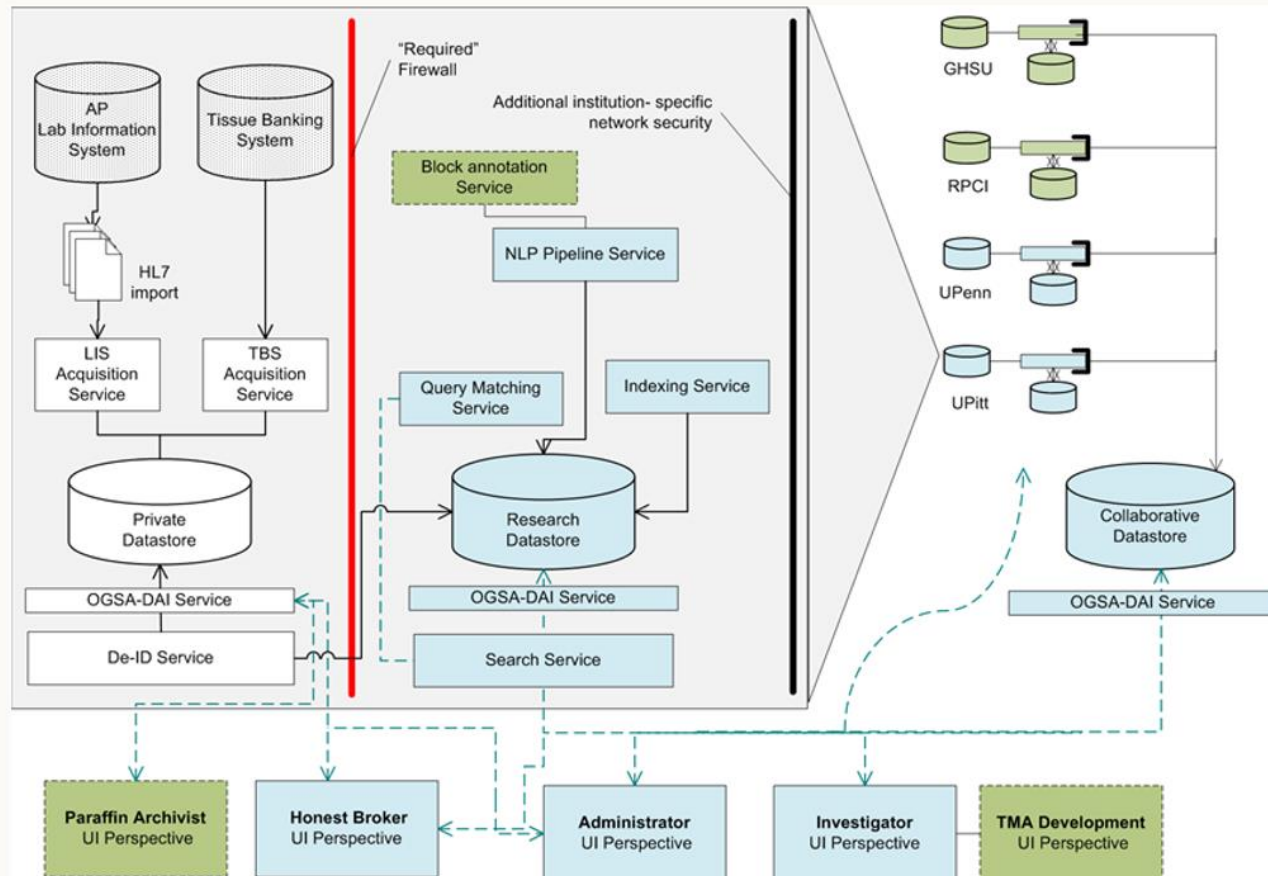 "Required"
Firewall
Additional institution- specific
network security
AP
Lab Information
System
Tissue Banking
System
HL7
import
LIS
Acquisition
Service
TBS
Acquisition
Service
Private
Datastore
OGSA-DAI Service
De-ID Service
Block annotation
Service
NLP Pipeline Service
Query Matching
Service
Indexing Service
Research
Datastore
OGSA-DAI Service
Search Service
GHSU
RPCI
UPenn
UPitt
Collaborative
Datastore
OGSA-DAI Service
Paraffin Archivist
UI Perspective
Honest Broker
UI Perspective
Administrator
UI Perspective
Investigator
UI Perspective
TMA Development
UI Perspective